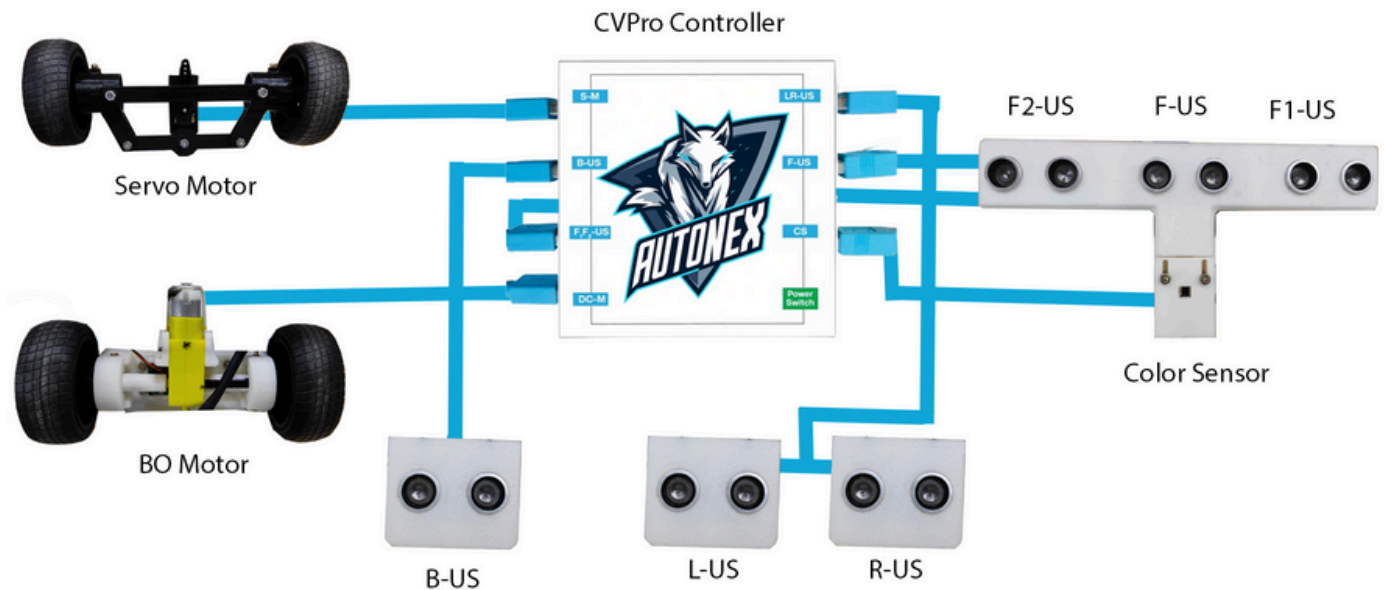 CVPro Controller
F2-US
F-US
F1-US
S-M
LR-US
B-US
F-US
F₁F₂-US
CS
DC-M
Power
Switch
AUTONEX
Servo Motor
BO Motor
Color Sensor
B-US
L-US
R-US